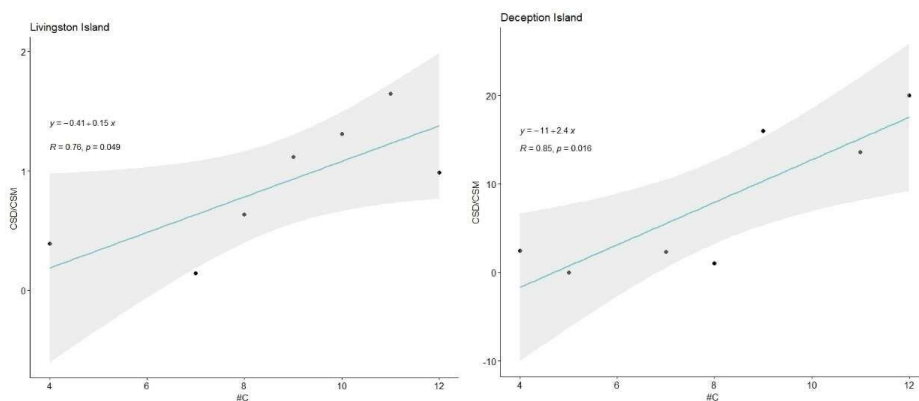 Livingston Island
2
1
0
CSD/CSM
y = −0.41 + 0.15 x
R = 0.76, p = 0.049
4 6 8 10 12
#C
Deception Island
20
10
0
-10
CSD/CSM
y = −11 + 2.4 x
R = 0.85, p = 0.016
4 6 8 10 12
#C